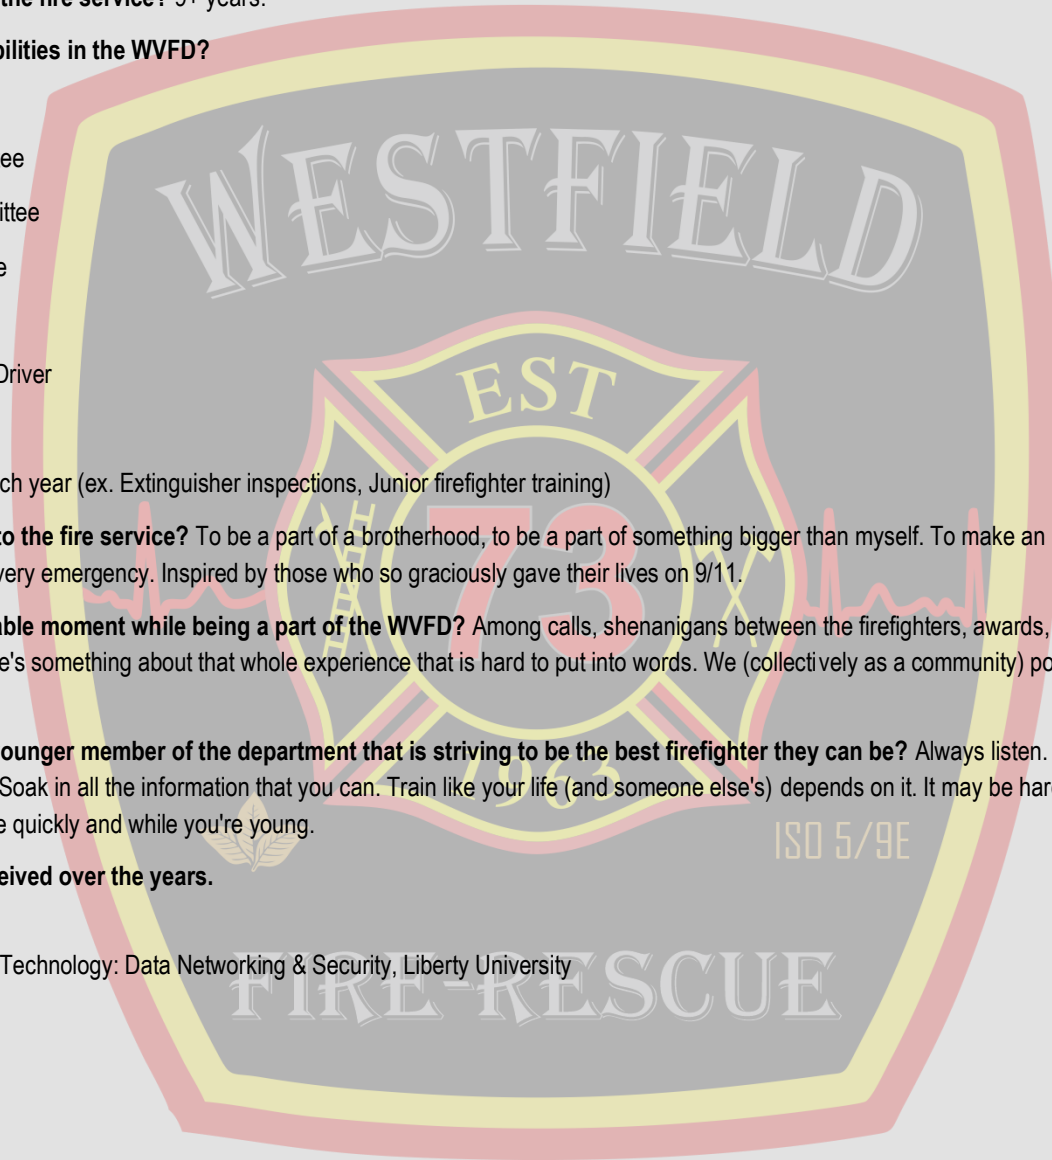 the fire service? 9+ years.
bilities in the WVFD?
ee
ittee
e
Driver
ch year (ex. Extinguisher inspections, Junior firefighter training)
to the fire service? To be a part of a brotherhood, to be a part of something bigger than myself. To make an
very emergency. Inspired by those who so graciously gave their lives on 9/11.
able moment while being a part of the WVFD? Among calls, shenanigans between the firefighters, awards,
e's something about that whole experience that is hard to put into words. We (collectively as a community) po
ounger member of the department that is striving to be the best firefighter they can be? Always listen.
Soak in all the information that you can. Train like your life (and someone else's) depends on it. It may be hard
e quickly and while you're young.
eived over the years.
Technology: Data Networking & Security, Liberty University
WESTFIELD
EST
73
1963
ISO 5/9E
FIRE-RESCUE